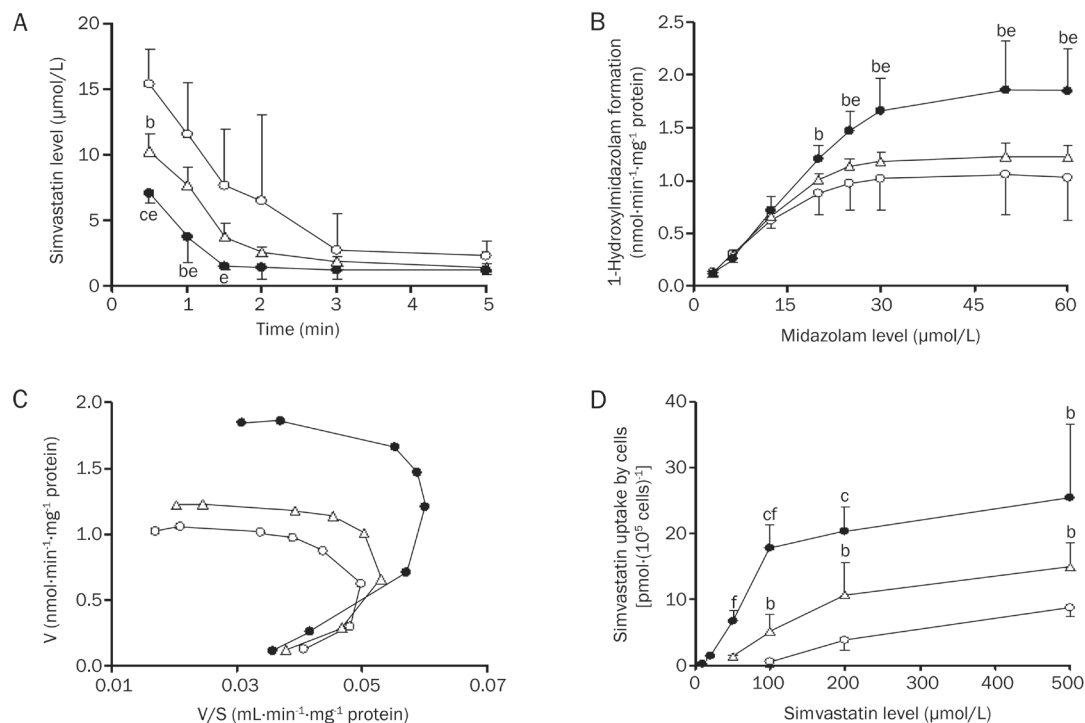 A
Simvastatin level (μmol/L)
20
15
10
5
0
b
ce
be
e
0 1 2 3 4 5
Time (min)
B
1-Hydroxylmidazolam formation
(nmol·min⁻¹·mg⁻¹ protein)
2.5
2.0
1.5
1.0
0.5
0.0
b
be
be
be
be
15 30 45 60
Midazolam level (μmol/L)
C
V (nmol·min⁻¹·mg⁻¹ protein)
2.0
1.5
1.0
0.5
0.0
0.01 0.03 0.05 0.07
V/S (mL·min⁻¹·mg⁻¹ protein)
D
Simvastatin uptake by cells
[pmol·(10⁵ cells)⁻¹]
40
30
20
10
0
f
cf
c
b
b
b
b
0 100 200 300 400 500
Simvastatin level (μmol/L)